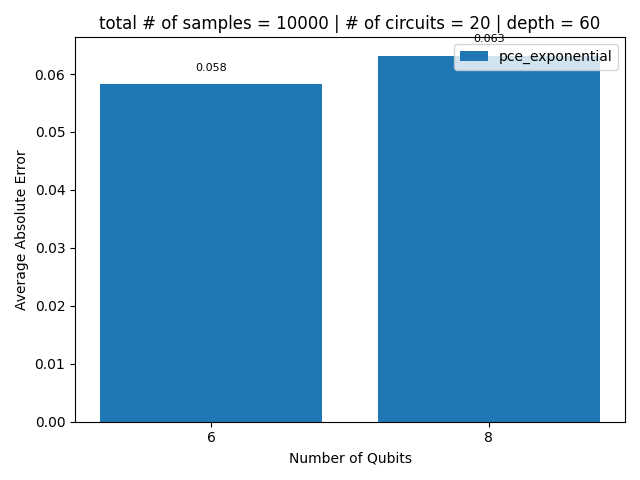 total # of samples = 10000 | # of circuits = 20 | depth = 60
0.063
pce_exponential
0.058
0.06
0.05
0.04
0.03
0.02
0.01
0.00
Average Absolute Error
6
8
Number of Qubits